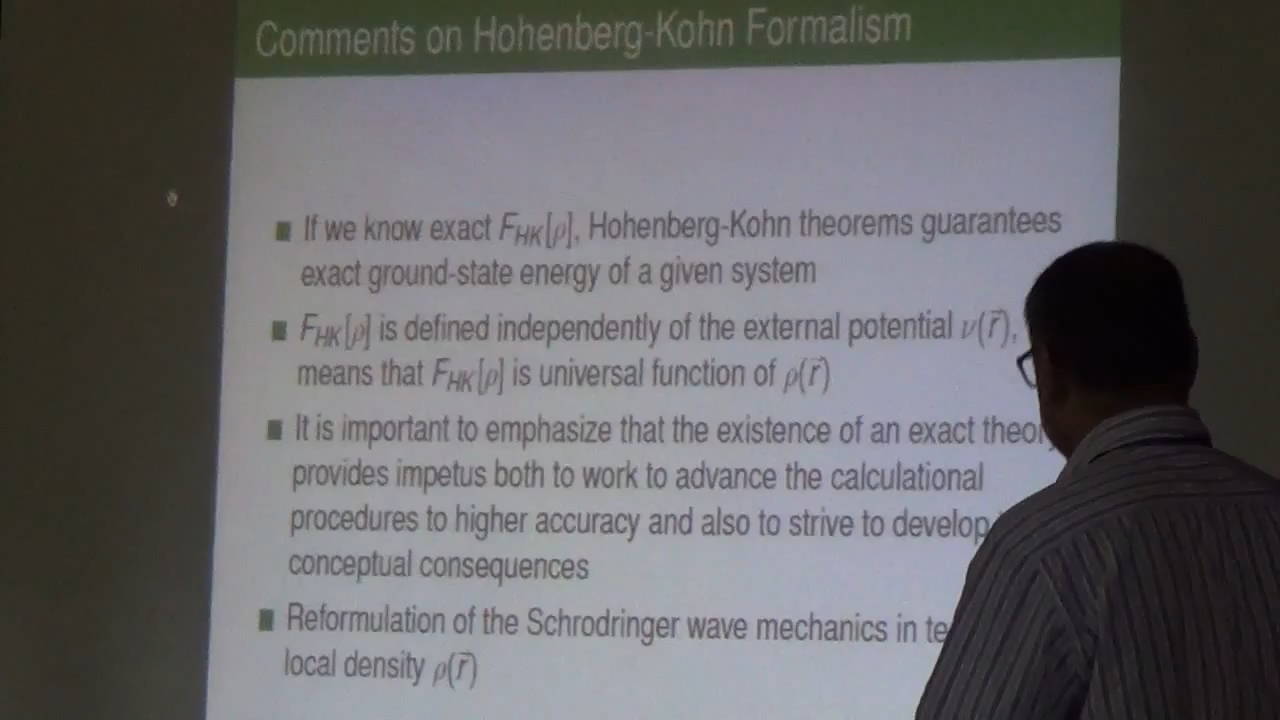 Comments on Hohenberg-Kohn Formalism
■ If we know exact F_HK[ρ], Hohenberg-Kohn theorems guarantees
exact ground-state energy of a given system
■ F_HK[ρ] is defined independently of the external potential ν(r⃗),
means that F_HK[ρ] is universal function of ρ(r⃗)
■ It is important to emphasize that the existence of an exact
provides impetus both to work to advance the calculational
procedures to higher accuracy and also to strive to develop
conceptual consequences
■ Reformulation of the Schrodringer wave mechanics in
local density ρ(r⃗)